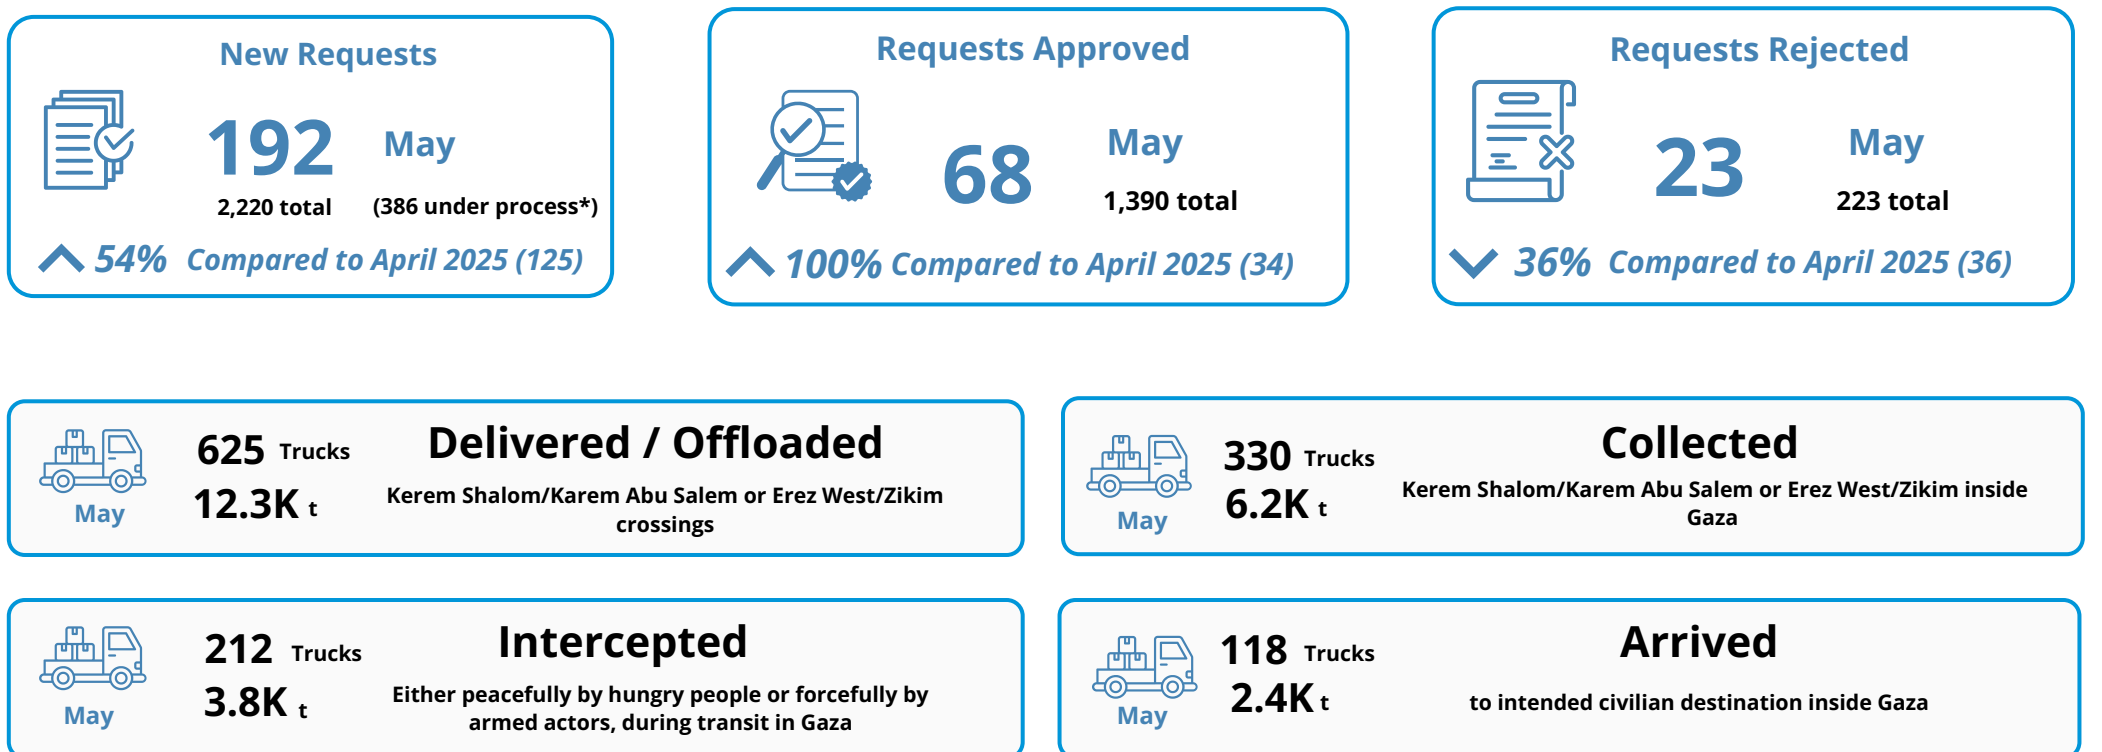 New Requests
192 May
2,220 total (386 under process*)
54% Compared to April 2025 (125)
Requests Approved
68 May
1,390 total
100% Compared to April 2025 (34)
Requests Rejected
23 May
223 total
36% Compared to April 2025 (36)
625 Trucks
12.3K t
May
Delivered / Offloaded
Kerem Shalom/Karem Abu Salem or Erez West/Zikim
crossings
330 Trucks
6.2K t
May
Collected
Kerem Shalom/Karem Abu Salem or Erez West/Zikim inside
Gaza
212 Trucks
3.8K t
May
Intercepted
Either peacefully by hungry people or forcefully by
armed actors, during transit in Gaza
118 Trucks
2.4K t
May
Arrived
to intended civilian destination inside Gaza